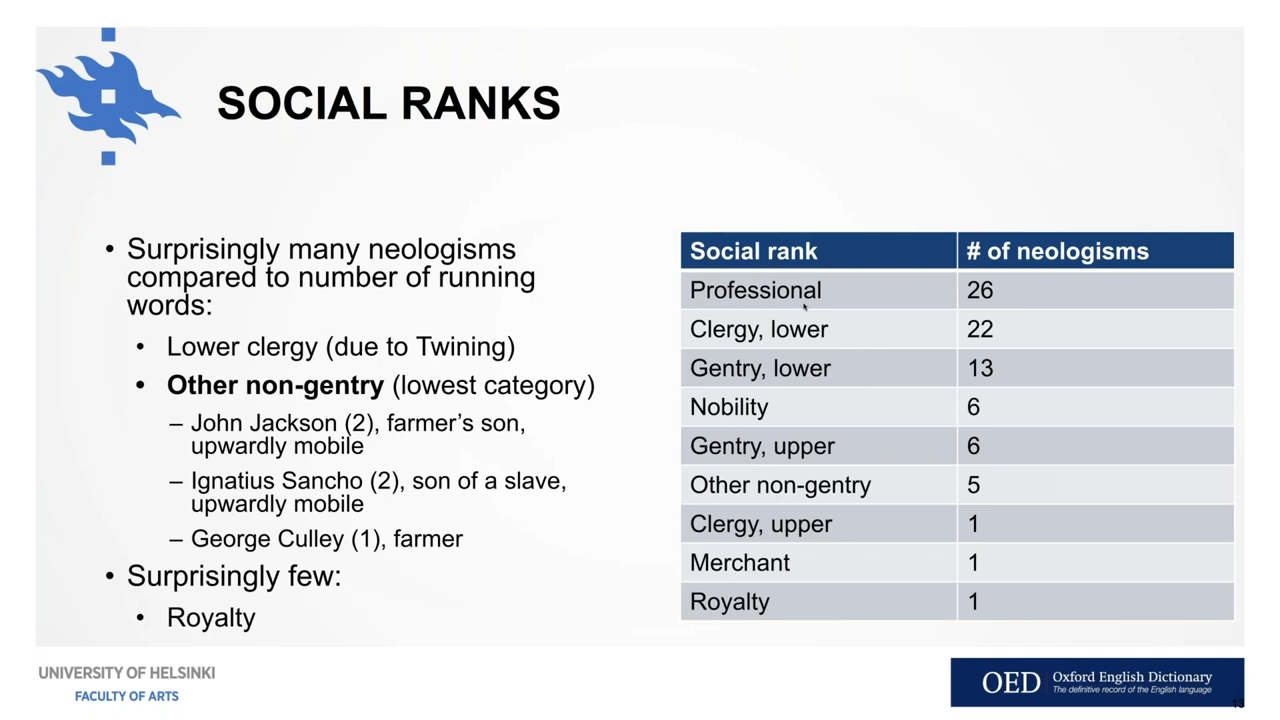 SOCIAL RANKS
• Surprisingly many neologisms
compared to number of running
words:
• Lower clergy (due to Twining)
• Other non-gentry (lowest category)
– John Jackson (2), farmer’s son,
upwardly mobile
– Ignatius Sancho (2), son of a slave,
upwardly mobile
– George Culley (1), farmer
• Surprisingly few:
• Royalty
Social rank # of neologisms
Professional 26
Clergy, lower 22
Gentry, lower 13
Nobility 6
Gentry, upper 6
Other non-gentry 5
Clergy, upper 1
Merchant 1
Royalty 1
UNIVERSITY OF HELSINKI
FACULTY OF ARTS
OED Oxford English Dictionary
The definitive record of the English language
13